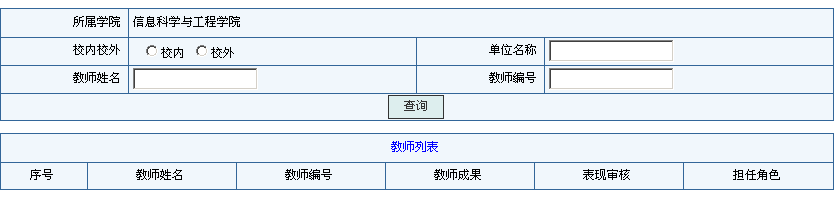 所属学院 信息科学与工程学院
校内校外 校内 校外 单位名称
教师姓名 教师编号
查询
教师列表
序号 教师姓名 教师编号 教师成果 表现审核 担任角色